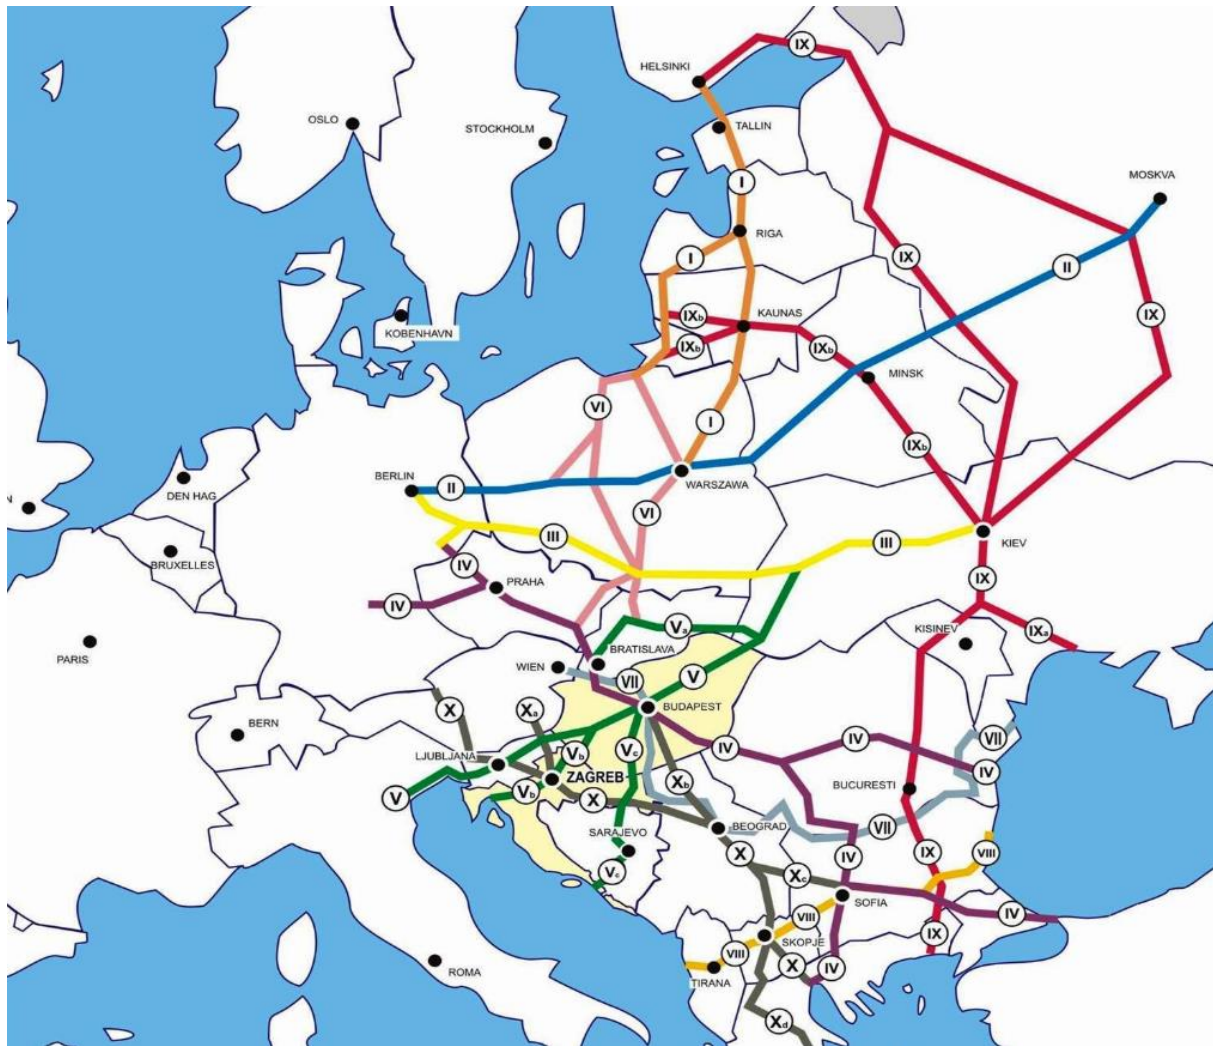 IX
HELSINKI
OSLO
STOCKHOLM
TALLIN
MOSKVA
I
RIGA
I
IX
II
KOBENHAVN
IXb
KAUNAS
IXb
IXb
IX
MINSK
VI
I
IXb
BERLIN
II
WARSZAWA
DEN HAG
N
VI
III
III
KIEV
BRUXELLES
IV
PRAHA
IX
IV
PARIS
Va
IXa
KISINEV
BRATISLAVA
WIEN
VII
V
X
Xa
BUDAPEST
BERN
IV
IV
VII
LJUBLJANA
Vb
Vc
ZAGREB
Xb
IV
V
Vb
X
BUCURESTI
SARAJEVO
BEOGRAD
VII
X
IV
IX
VIII
Vc
Xc
SOFIA
IV
VIII
SKOPJE
IX
VIII
ROMA
TIRANA
X
IV
Xd